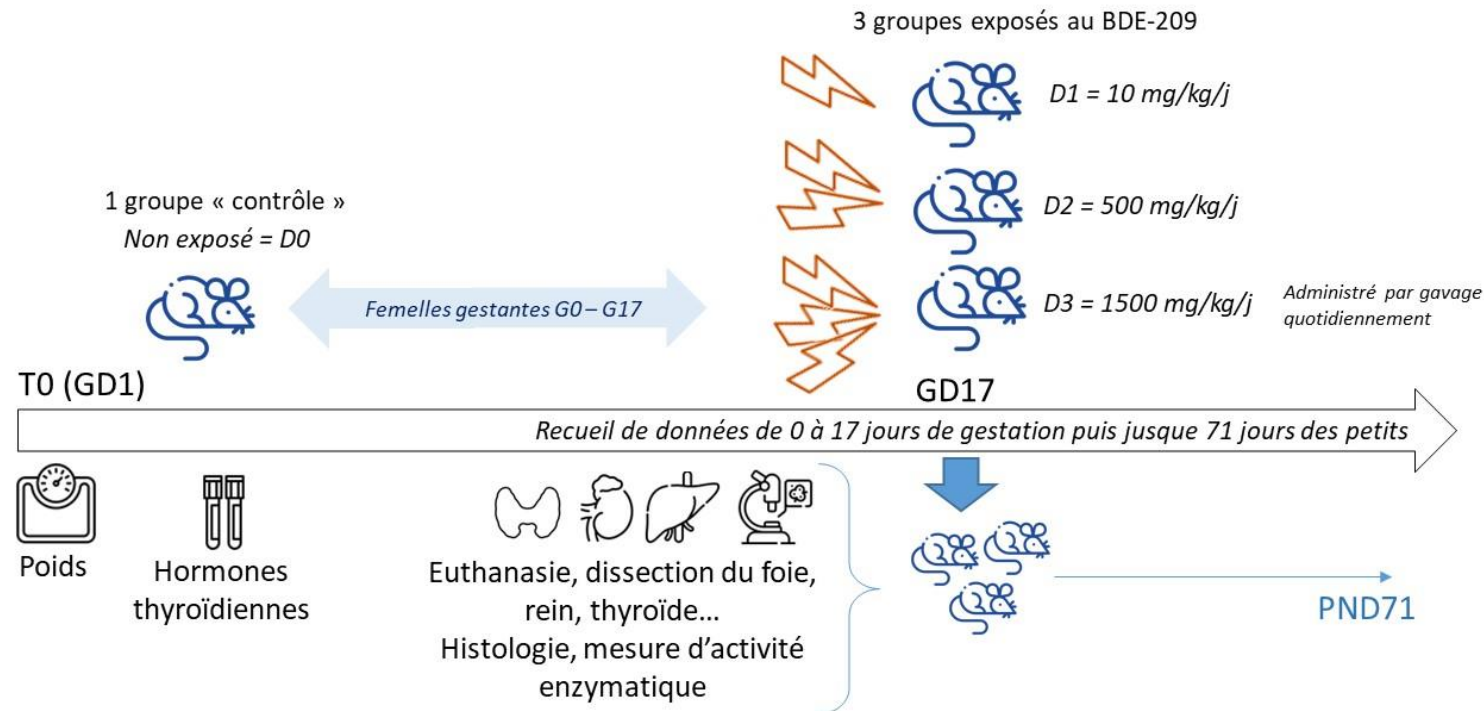 3 groupes exposés au BDE-209
D1 = 10 mg/kg/j
1 groupe « contrôle »
Non exposé = D0
D2 = 500 mg/kg/j
Femelles gestantes G0 – G17
D3 = 1500 mg/kg/j
Administré par gavage
quotidiennement
T0 (GD1)
GD17
Recueil de données de 0 à 17 jours de gestation puis jusque 71 jours des petits
Poids
Hormones
thyroïdiennes
Euthanasie, dissection du foie,
rein, thyroïde...
Histologie, mesure d’activité
enzymatique
PND71